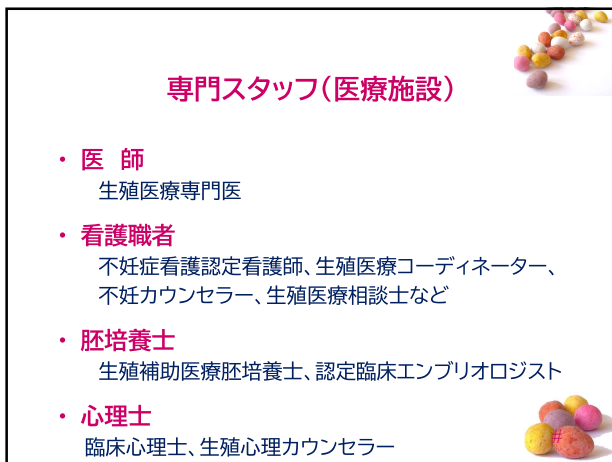 専門スタッフ(医療施設)
・ 医 師
生殖医療専門医
・ 看護職者
不妊症看護認定看護師、生殖医療コーディネーター、
不妊カウンセラー、生殖医療相談士など
・ 胚培養士
生殖補助医療胚培養士、認定臨床エンブリオロジスト
・ 心理士
臨床心理士、生殖心理カウンセラー
#